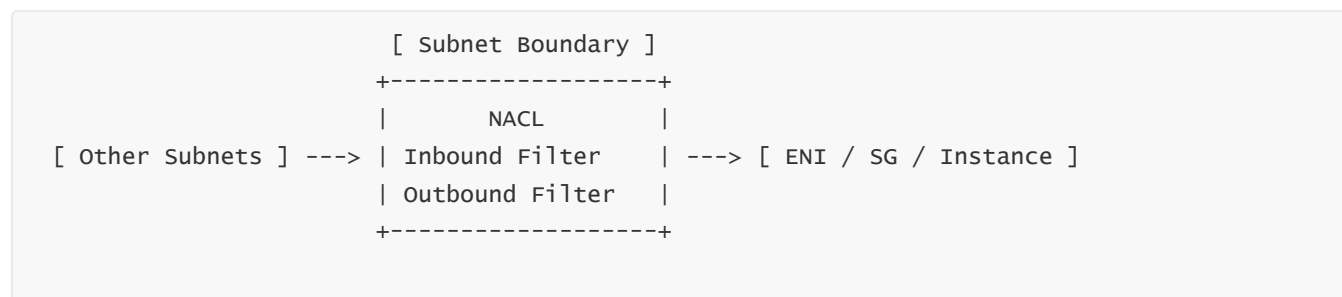 [ Subnet Boundary ]
+-------------------+
|       NACL        |
[ Other Subnets ] ---> | Inbound Filter    | ---> [ ENI / SG / Instance ]
| Outbound Filter   |
+-------------------+